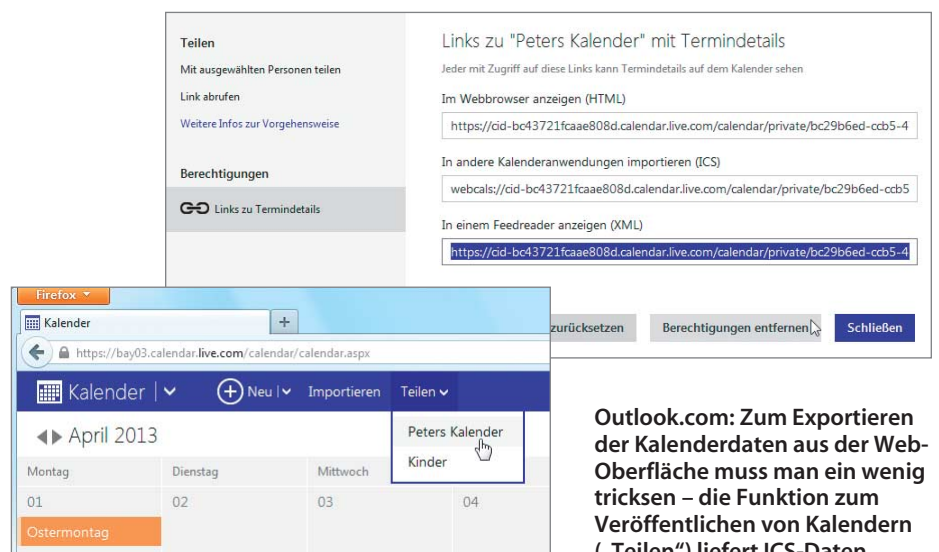 Teilen
Mit ausgewählten Personen teilen
Link abrufen
Weitere Infos zur Vorgehensweise
Berechtigungen
Links zu Termindetails
Links zu "Peters Kalender" mit Termindetails
Jeder mit Zugriff auf diese Links kann Termindetails auf dem Kalender sehen
Im Webbrowser anzeigen (HTML)
https://cid-bc43721fcaae808d.calendar.live.com/calendar/private/bc29b6ed-ccb5-4
In andere Kalenderanwendungen importieren (ICS)
webcals://cid-bc43721fcaae808d.calendar.live.com/calendar/private/bc29b6ed-ccb5
In einem Feedreader anzeigen (XML)
https://cid-bc43721fcaae808d.calendar.live.com/calendar/private/bc29b6ed-ccb5-4
zurücksetzen Berechtigungen entfernen Schließen
Firefox
Kalender
https://bay03.calendar.live.com/calendar/calendar.aspx
Kalender Neu Importieren Teilen
Peters Kalender
Kinder
April 2013
Montag Dienstag Mittwoch
01 02 03 04
Ostermontag
Outlook.com: Zum Exportieren
der Kalenderdaten aus der Web-
Oberfläche muss man ein wenig
tricksen – die Funktion zum
Veröffentlichen von Kalendern
(„Teilen“) liefert ICS-Daten